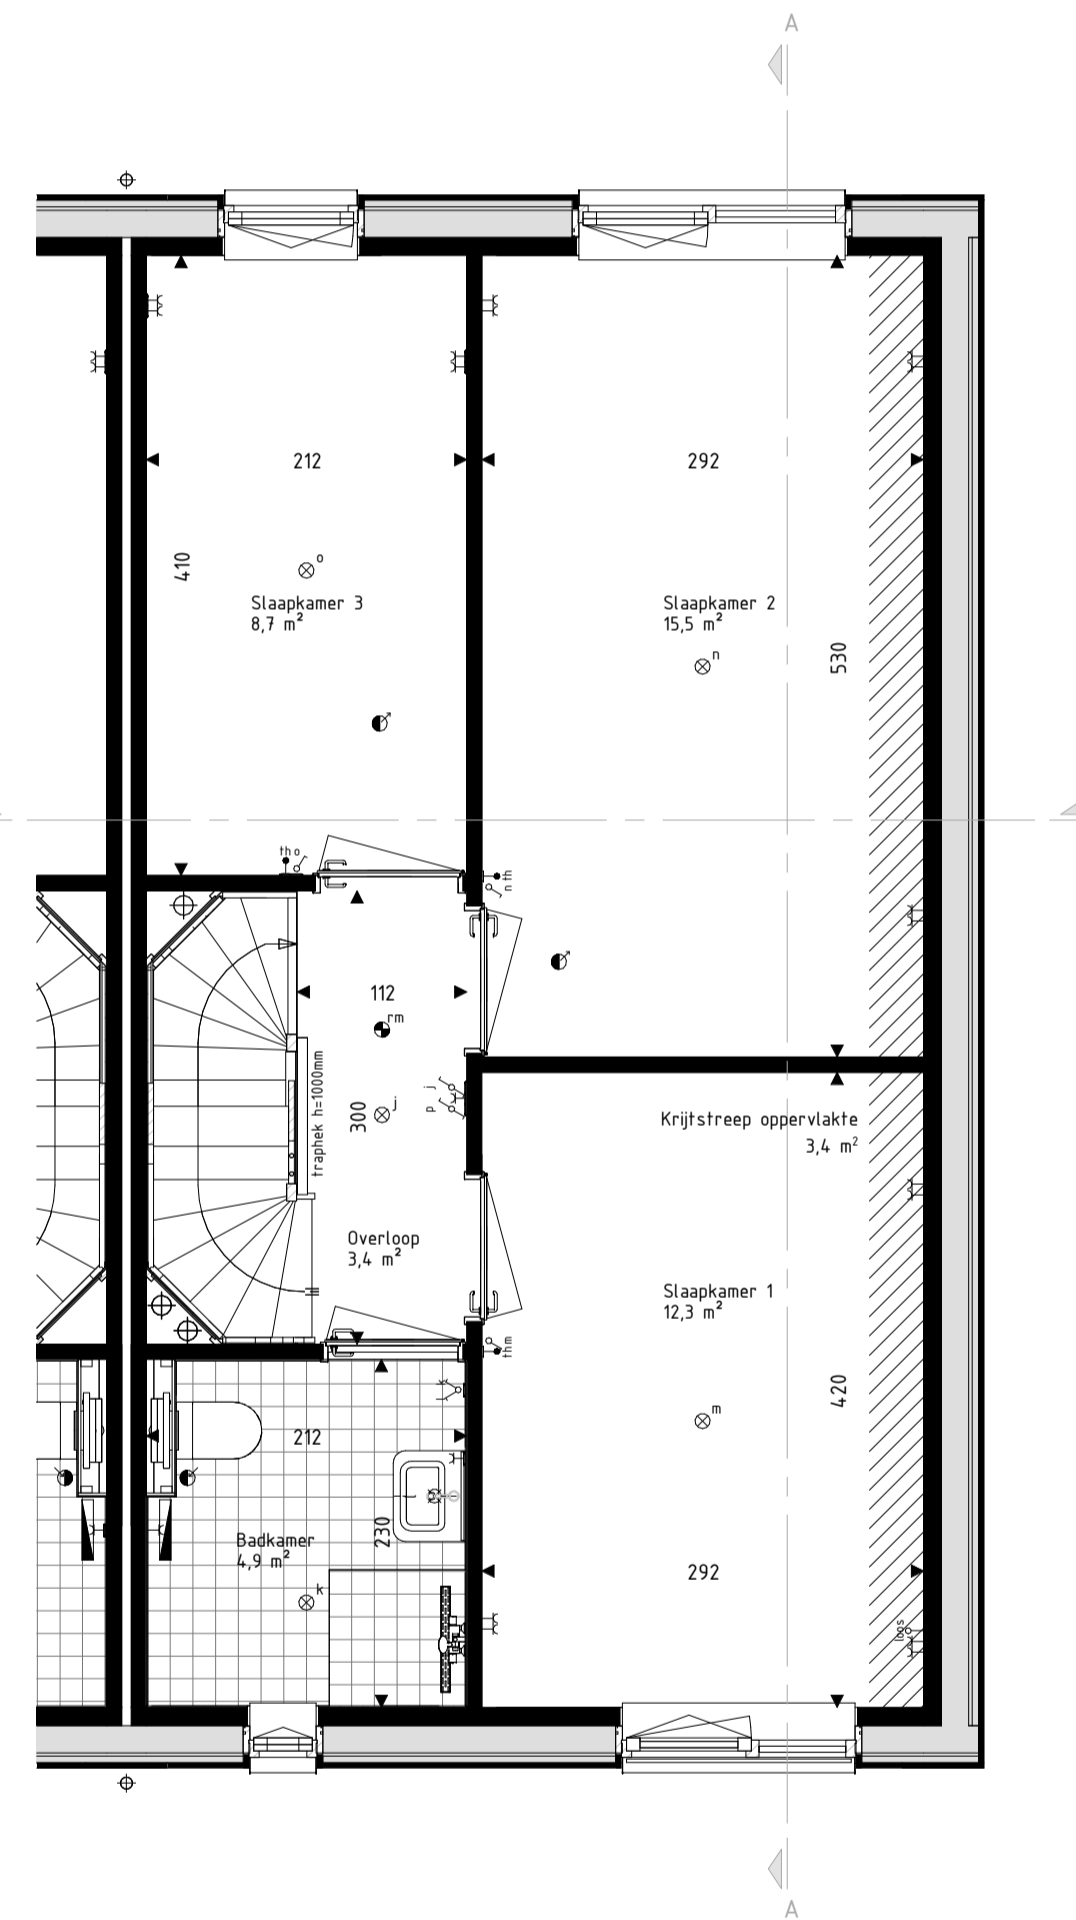 A
212
292
410
o
Slaapkamer 3
8,7 m²
Slaapkamer 2
15,5 m²
n
530
th o
n th
112
rm
j
p
j
300
traphek h=1000mm
Krijtstreep oppervlakte
3,4 m²
Overloop
3,4 m²
Slaapkamer 1
12,3 m²
thm
420
m
212
230
Badkamer
4,9 m²
k
292
loos
A